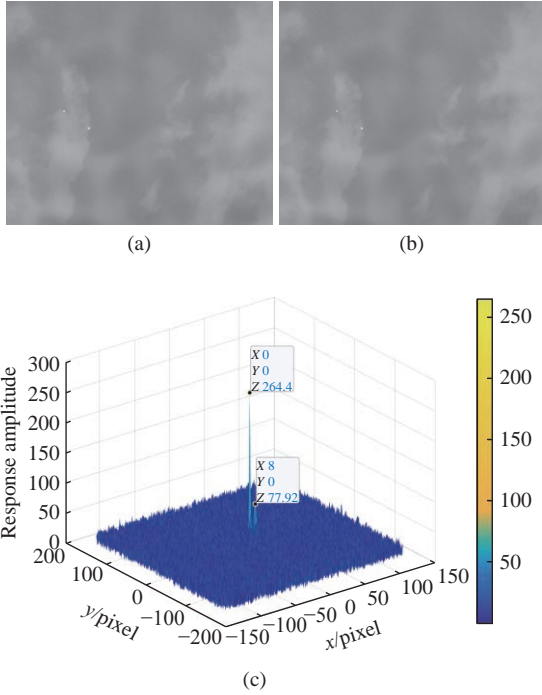 (a)
(b)
Response amplitude
300
250
200
150
100
50
0
X 0
Y 0
Z 264.4
X 8
Y 0
Z 77.92
200
100
0
−100
−200
y/pixel
−150
−100
−50
0
50
100
150
x/pixel
250
200
150
100
50
(c)